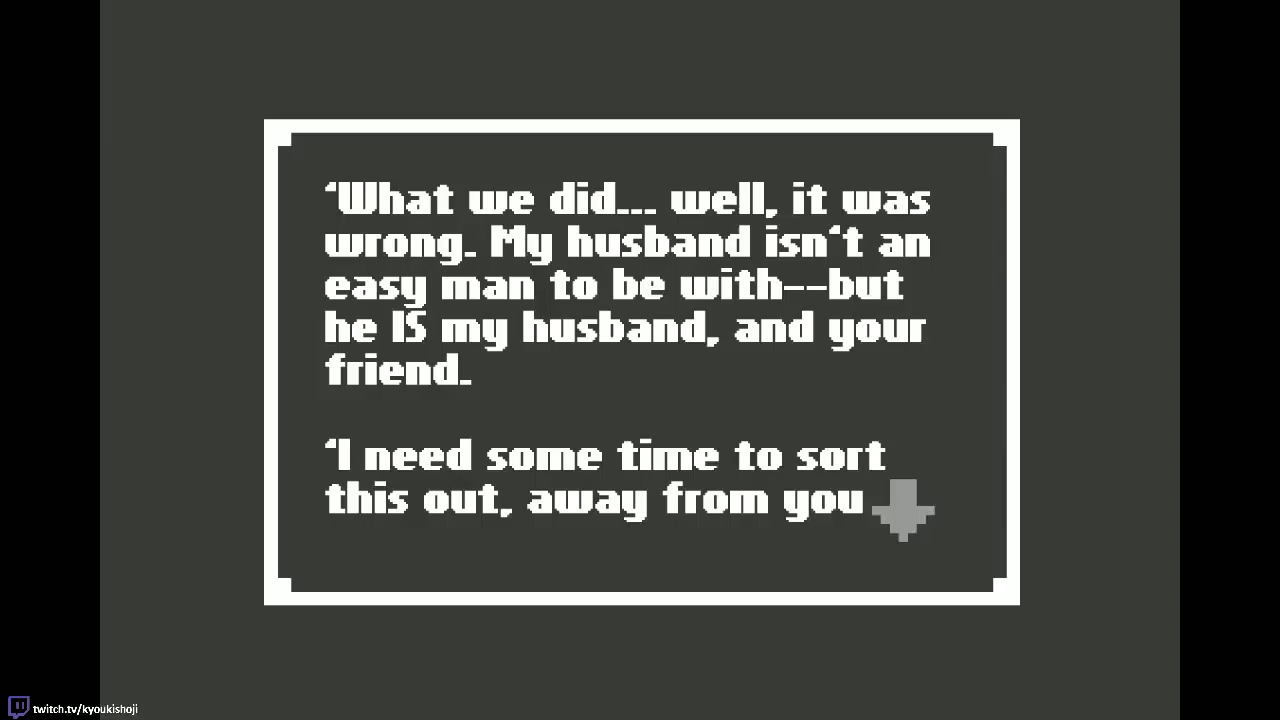 ‘What we did... well, it was
wrong. My husband isn‘t an
easy man to be with--but
he IS my husband, and your
friend.
‘I need some time to sort
this out, away from you
twitch.tv/kyoukishoji